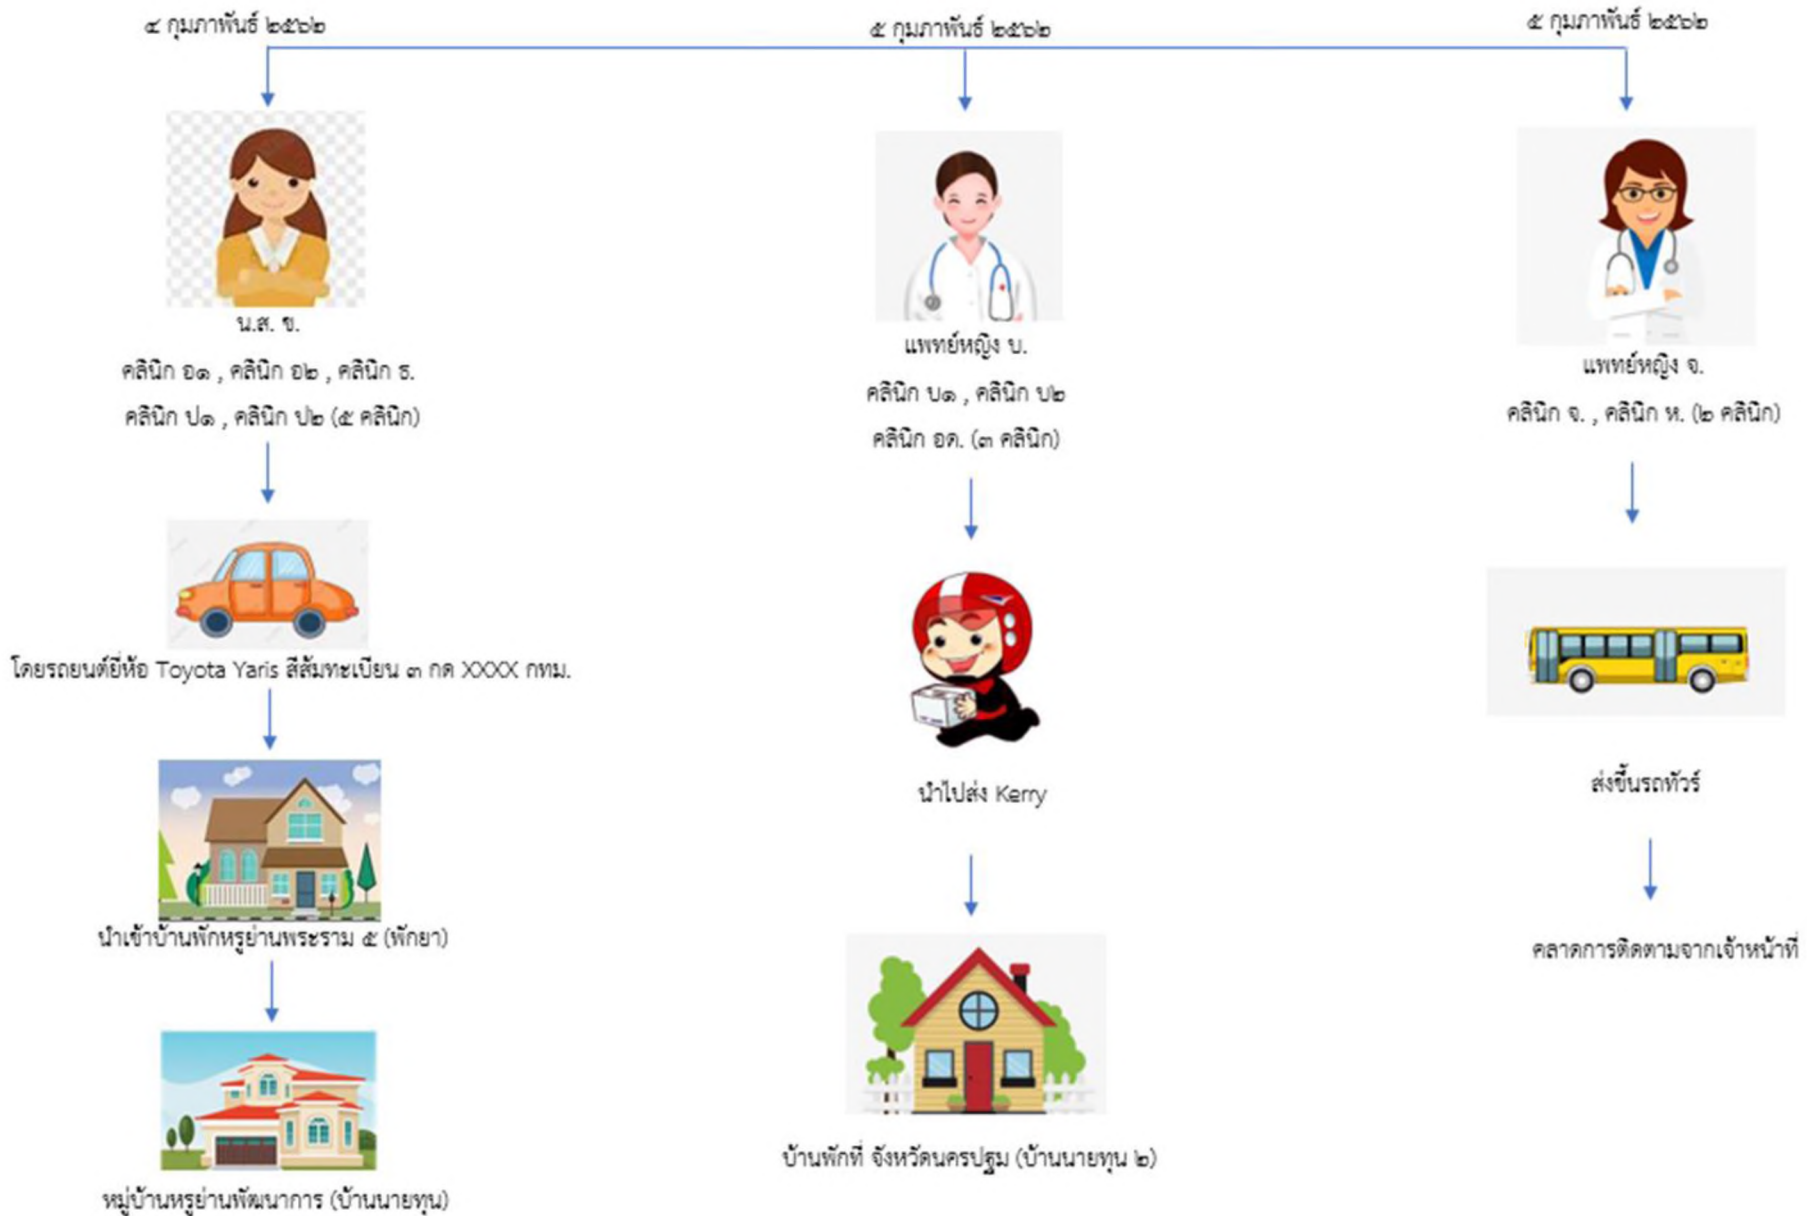 ๔ กุมภาพันธ์ ๒๕๖๒
๕ กุมภาพันธ์ ๒๕๖๒
๕ กุมภาพันธ์ ๒๕๖๒
น.ส. ข.
คลินิก อ๑ , คลินิก อ๒ , คลินิก ธ.
คลินิก ป๑ , คลินิก ป๒ (๕ คลินิก)
โดยรถยนต์ยี่ห้อ Toyota Yaris สีส้มทะเบียน ๓ กด XXXX กทม.
นำเข้าบ้านพักหรูย่านพระราม ๕ (พักยา)
หมู่บ้านหรูย่านพัฒนาการ (บ้านนายทุน)
แพทย์หญิง บ.
คลินิก บ๑ , คลินิก บ๒
คลินิก อด. (๓ คลินิก)
นำไปส่ง Kerry
บ้านพักที่ จังหวัดนครปฐม (บ้านนายทุน ๒)
แพทย์หญิง จ.
คลินิก จ. , คลินิก ห. (๒ คลินิก)
ส่งขึ้นรถทัวร์
คลาดการติดตามจากเจ้าหน้าที่